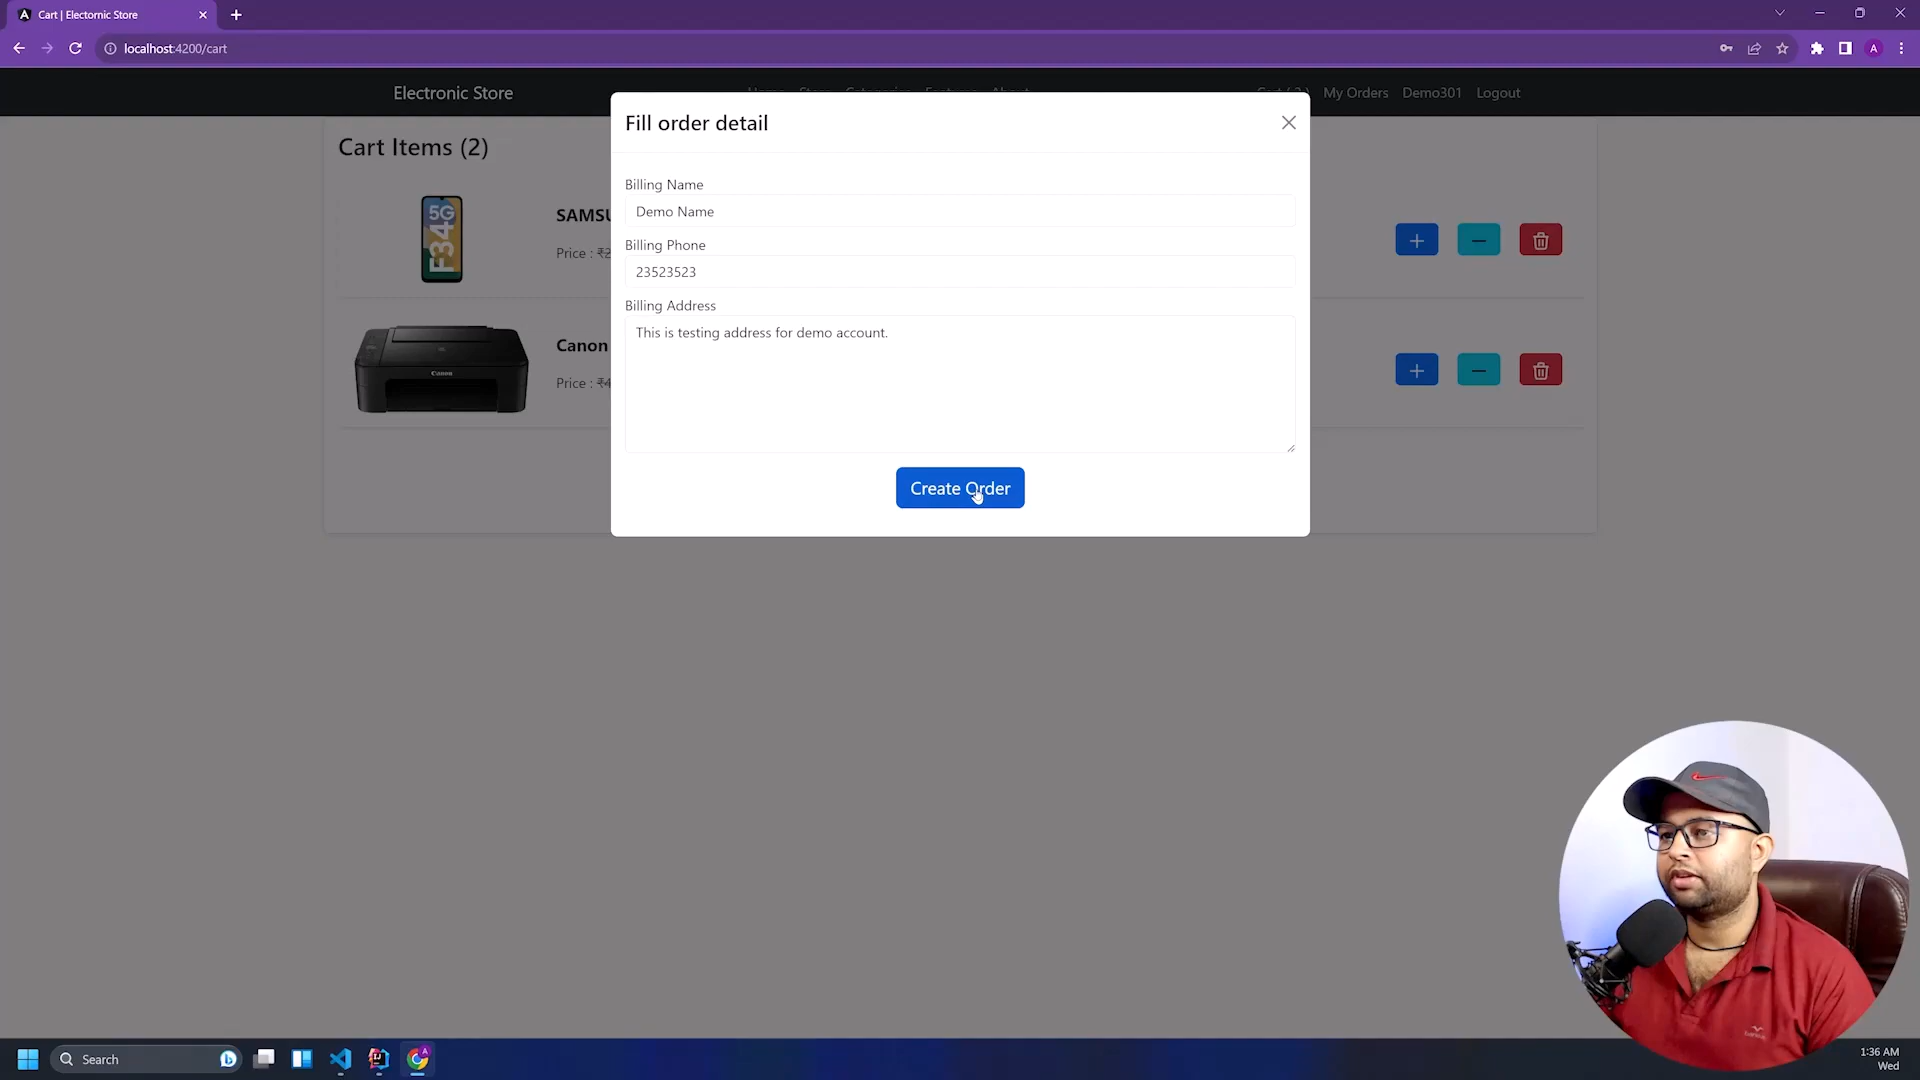 Cart | Electornic Store
localhost:4200/cart
A
Electronic Store
My Orders
Demo301
Logout
Fill order detail
Cart Items (2)
Billing Name
Demo Name
5G
F34
SAMSU
Price : ₹2
Billing Phone
23523523
Billing Address
This is testing address for demo account.
Canon
Canon
Price : ₹4
Create Order
Search
1:36 AM
Wed